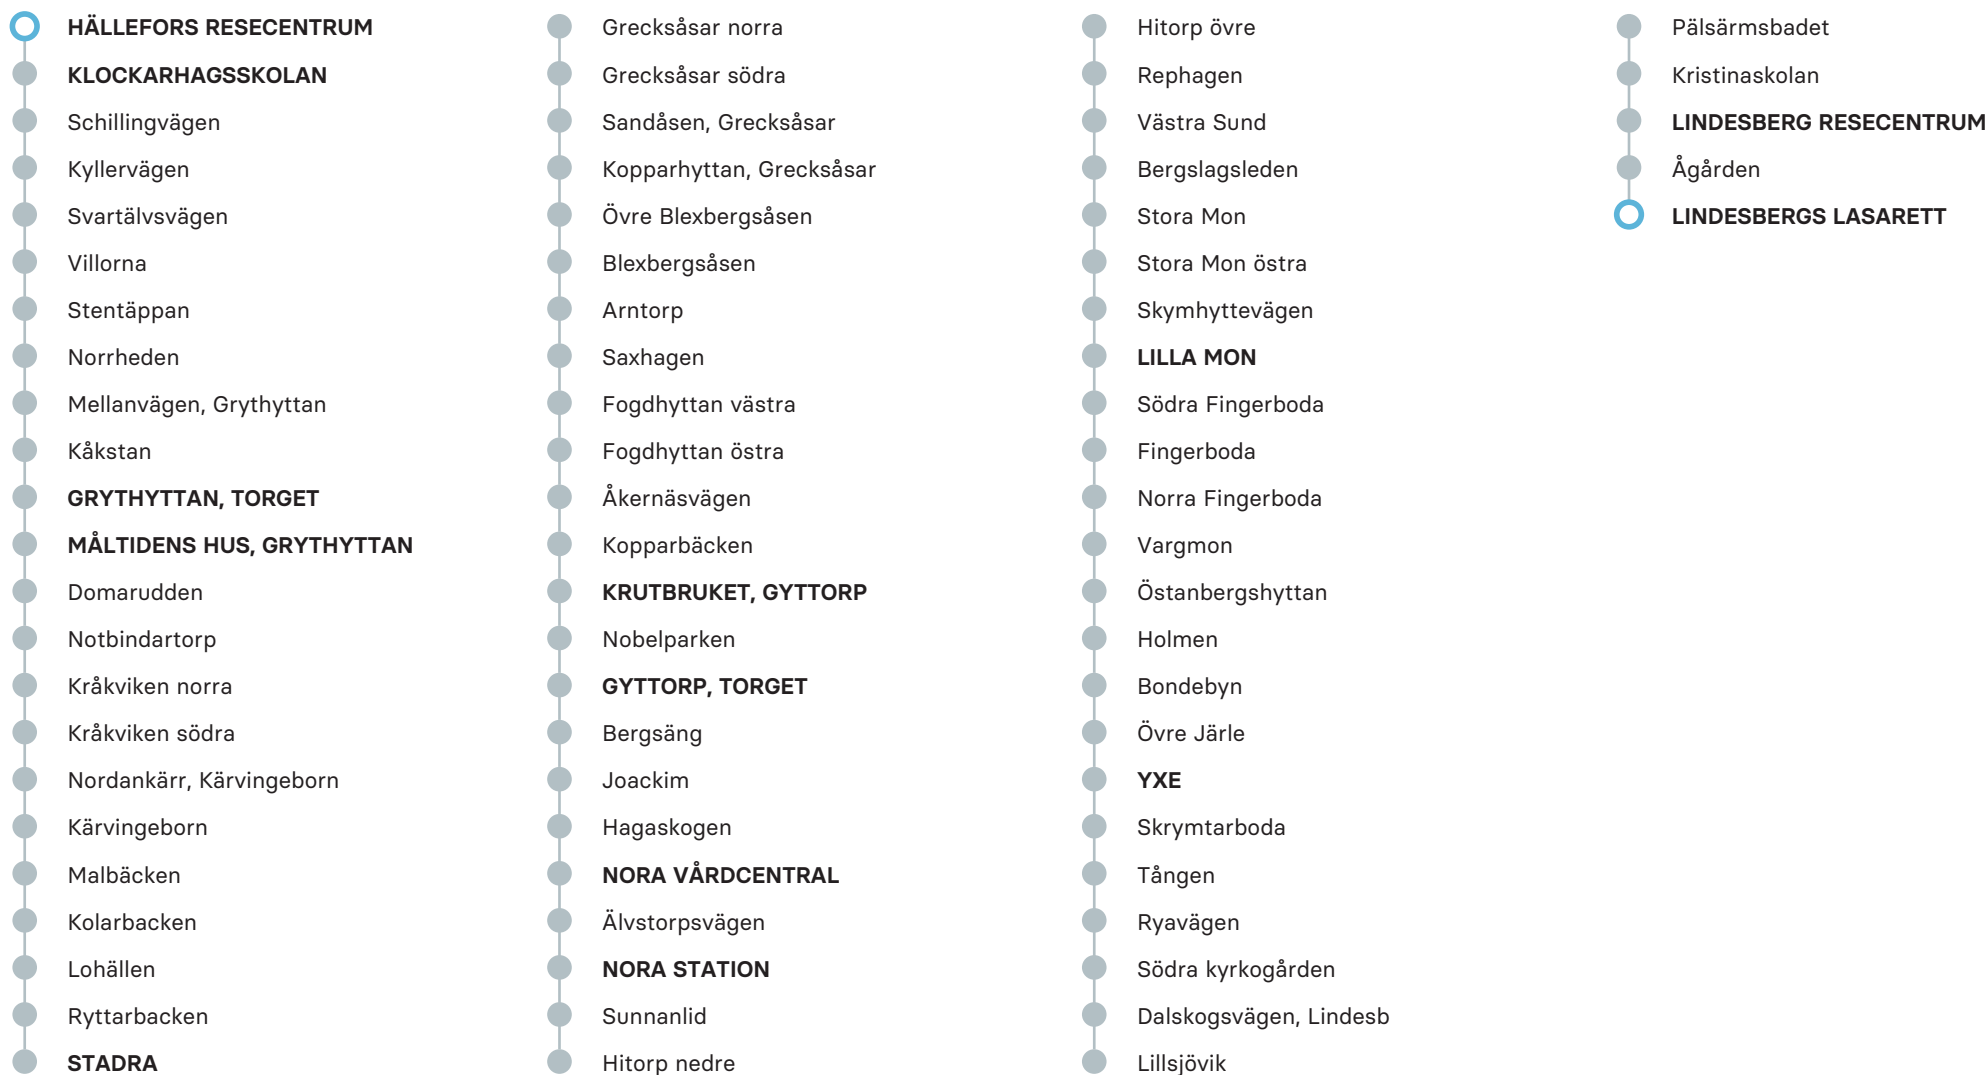 HÄLLEFORS RESECENTRUM
KLOCKARHAGSSKOLAN
Schillingvägen
Kyllervägen
Svartälvsvägen
Villorna
Stentäppan
Norrheden
Mellanvägen, Grythyttan
Kåkstan
GRYTHYTTAN, TORGET
MÅLTIDENS HUS, GRYTHYTTAN
Domarudden
Notbindartorp
Kråkviken norra
Kråkviken södra
Nordankärr, Kärvingeborn
Kärvingeborn
Malbäcken
Kolarbacken
Lohällen
Ryttarbacken
STADRA
Grecksåsar norra
Grecksåsar södra
Sandåsen, Grecksåsar
Kopparhyttan, Grecksåsar
Övre Blexbergsåsen
Blexbergsåsen
Arntorp
Saxhagen
Fogdhyttan västra
Fogdhyttan östra
Åkernäsvägen
Kopparbäcken
KRUTBRUKET, GYTTORP
Nobelparken
GYTTORP, TORGET
Bergsäng
Joackim
Hagaskogen
NORA VÅRDCENTRAL
Älvstorpsvägen
NORA STATION
Sunnanlid
Hitorp nedre
Hitorp övre
Rephagen
Västra Sund
Bergslagsleden
Stora Mon
Stora Mon östra
Skymhyttevägen
LILLA MON
Södra Fingerboda
Fingerboda
Norra Fingerboda
Vargmon
Östanbergshyttan
Holmen
Bondebyn
Övre Järle
YXE
Skrymtarboda
Tången
Ryavägen
Södra kyrkogården
Dalskogsvägen, Lindesb
Lillsjövik
Pälsärmsbadet
Kristinaskolan
LINDESBERG RESECENTRUM
Ågården
LINDESBERGS LASARETT